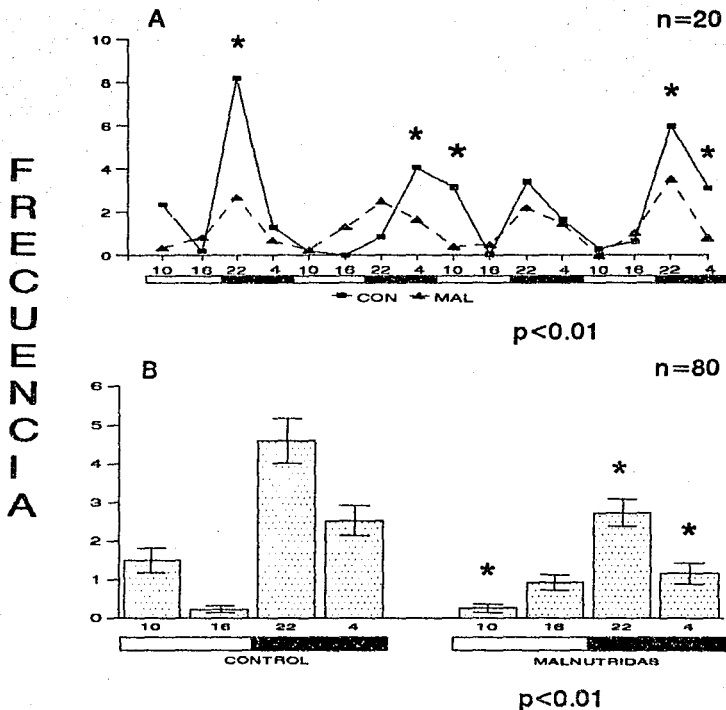 FRECUENCIA
A
n=20
10
8
6
4
2
0
* * * * *
10 16 22 4 10 16 22 4 10 16 22 4 10 16 22 4
CON MAL
p<0.01
B
n=80
6
5
4
3
2
1
0
* * *
10 16 22 4 10 16 22 4
CONTROL MALNUTRIDAS
p<0.01